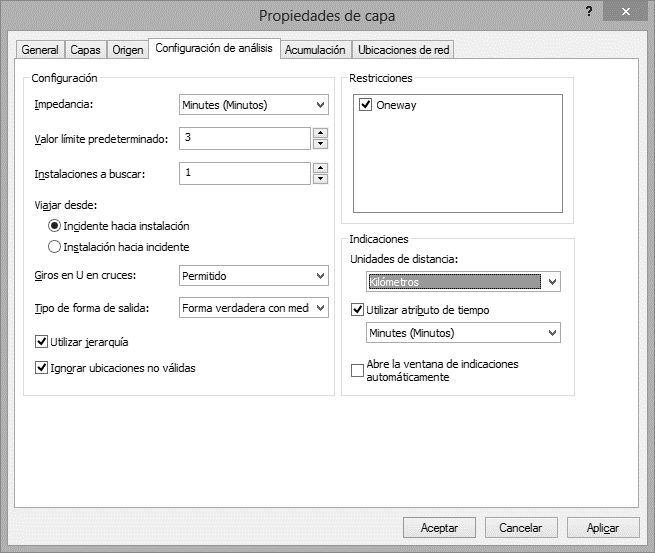 Propiedades de capa
?
General
Capas
Origen
Configuración de análisis
Acumulación
Ubicaciones de red
Configuración
Impedancia:
Minutes (Minutos)
Valor límite predeterminado:
3
Instalaciones a buscar:
1
Viajar desde:
Incidente hacia instalación
Instalación hacia incidente
Giros en U en cruces:
Permitido
Tipo de forma de salida:
Forma verdadera con med
Utilizar jerarquía
Ignorar ubicaciones no válidas
Restricciones
Oneway
Indicaciones
Unidades de distancia:
Kilómetros
Utilizar atributo de tiempo
Minutes (Minutos)
Abre la ventana de indicaciones
automáticamente
Aceptar
Cancelar
Aplicar